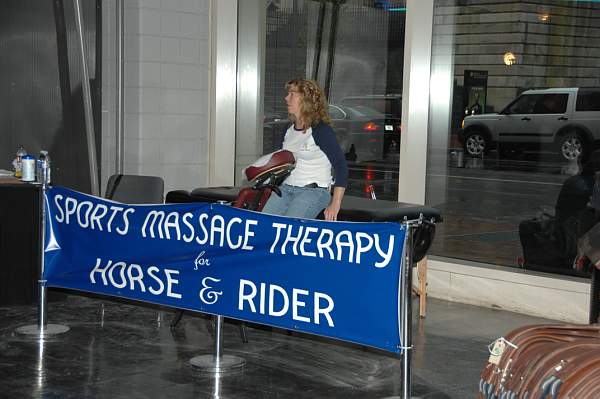 SPORTS MASSAGE THERAPY
for
HORSE & RIDER